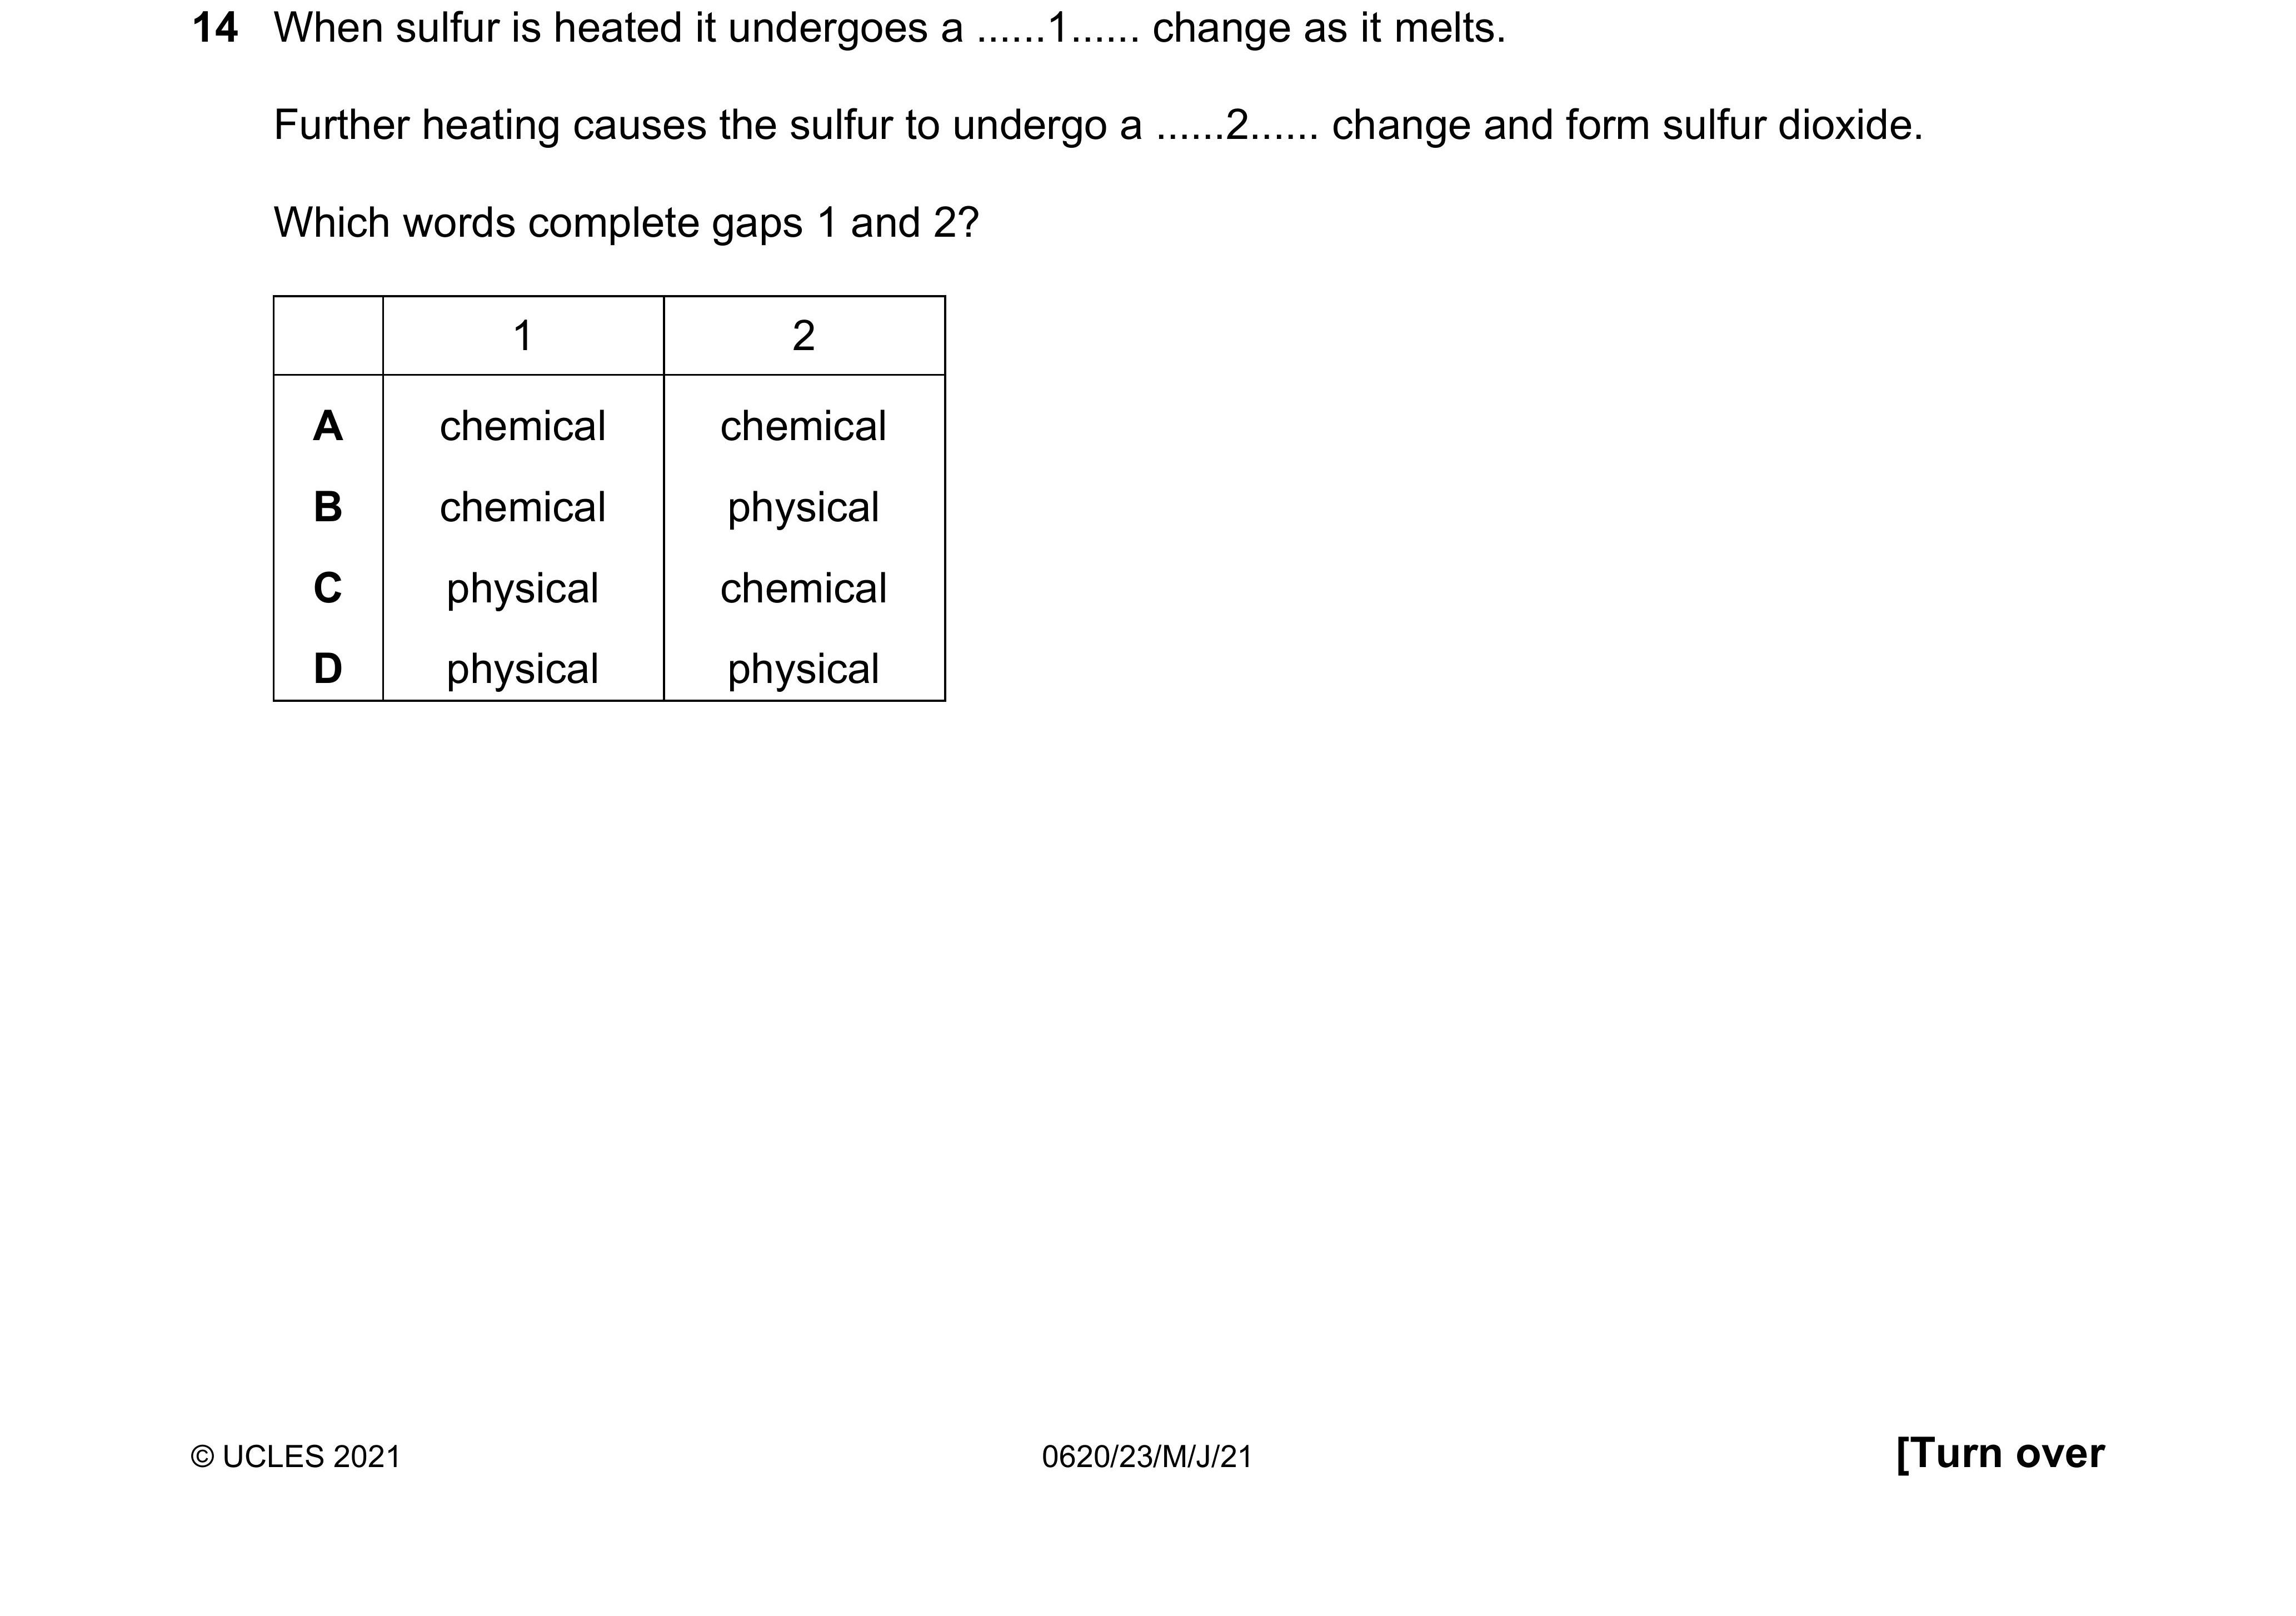 14 When sulfur is heated it undergoes a ......1...... change as it melts.
Further heating causes the sulfur to undergo a ......2...... change and form sulfur dioxide.
Which words complete gaps 1 and 2?
1 2
A chemical chemical
B chemical physical
C physical chemical
D physical physical
© UCLES 2021 0620/23/M/J/21 [Turn over